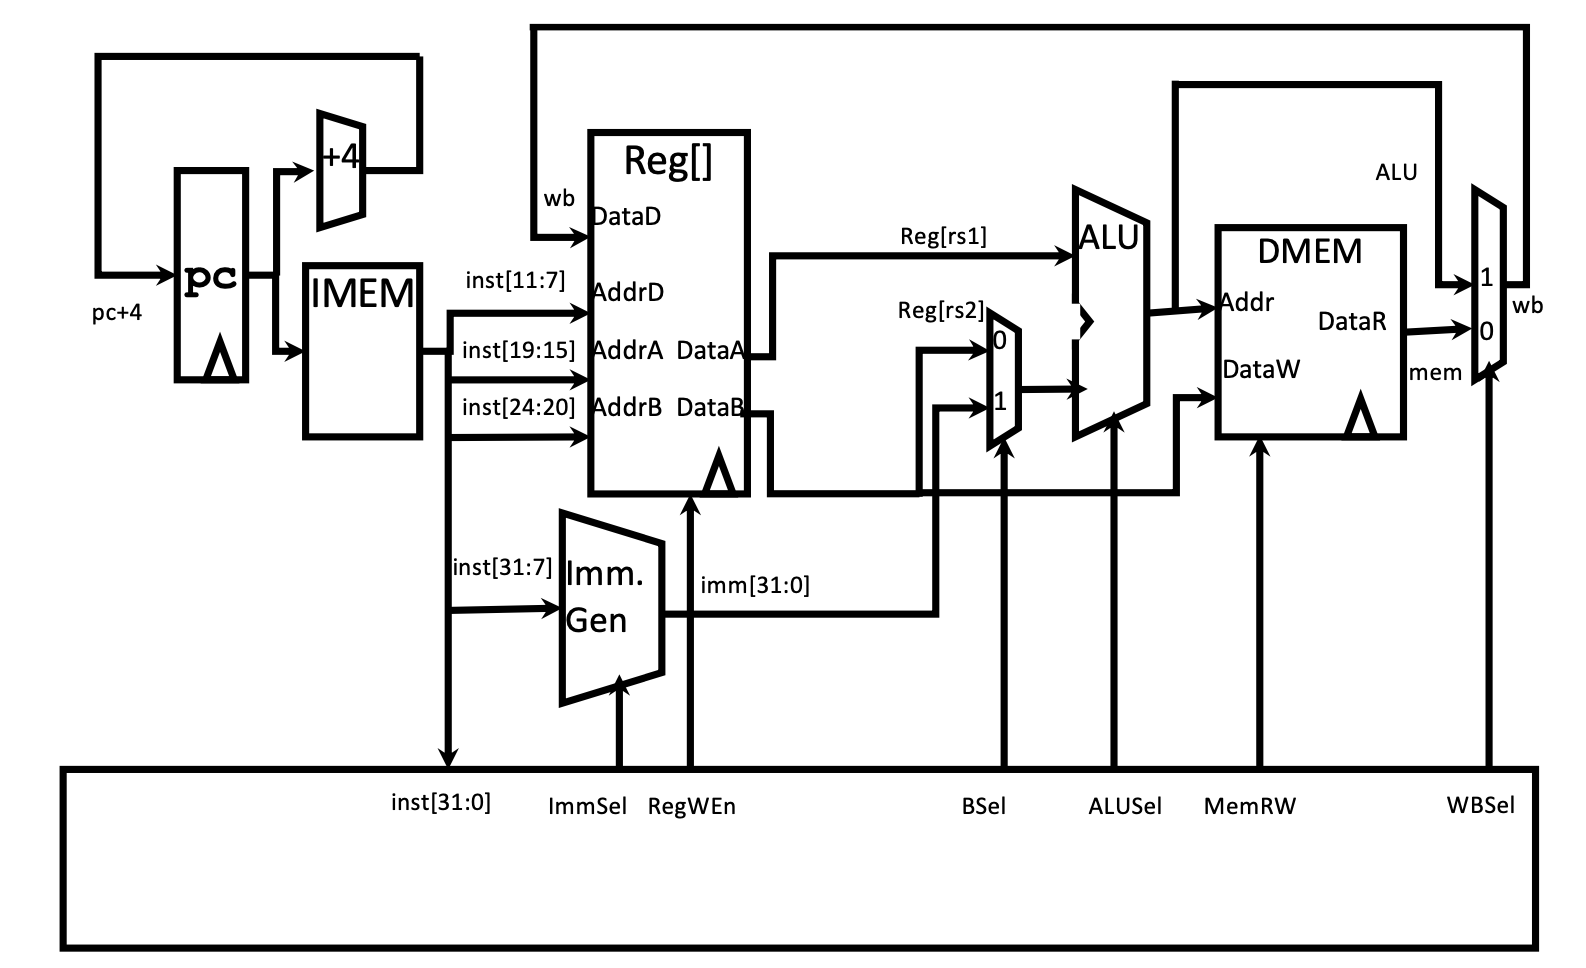 Reg[]
+4
wb
DataD
ALU
Reg[rs1]
ALU
DMEM
pc
IMEM
inst[11:7]
AddrD
pc+4
Reg[rs2]
Addr
DataR
1
wb
0
0
inst[19:15]
AddrA DataA
DataW
mem
inst[24:20]
AddrB DataB
1
inst[31:7]
Imm.
Gen
imm[31:0]
inst[31:0]
ImmSel
RegWEn
BSel
ALUSel
MemRW
WBSel